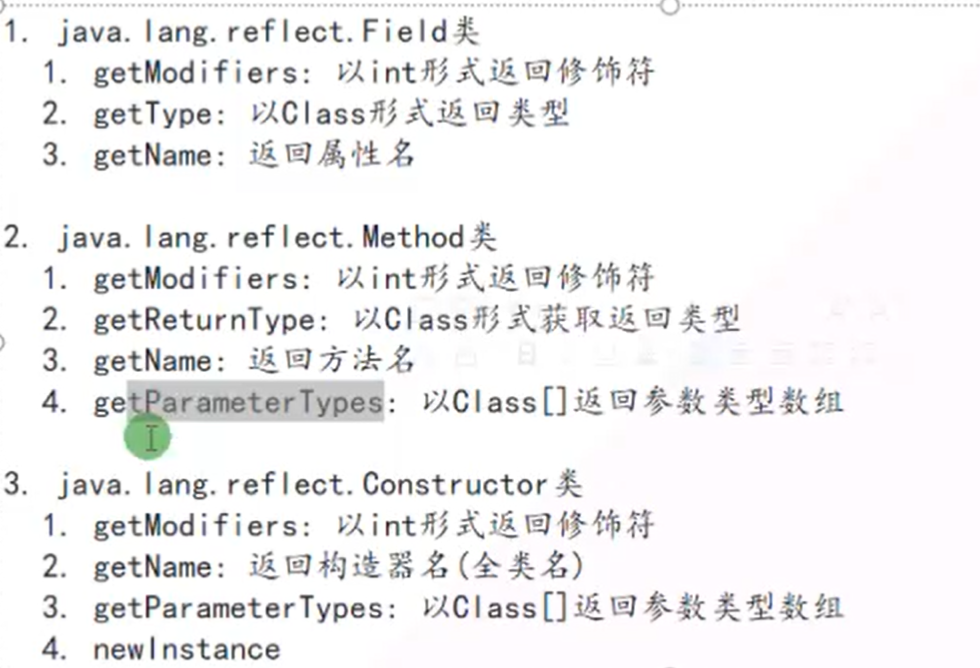 1. java.lang.reflect.Field类
1. getModifiers: 以int形式返回修饰符
2. getType: 以Class形式返回类型
3. getName: 返回属性名
2. java.lang.reflect.Method类
1. getModifiers: 以int形式返回修饰符
2. getReturnType: 以Class形式获取返回类型
3. getName: 返回方法名
4. getParameterTypes: 以Class[]返回参数类型数组
3. java.lang.reflect.Constructor类
1. getModifiers: 以int形式返回修饰符
2. getName: 返回构造器名(全类名)
3. getParameterTypes: 以Class[]返回参数类型数组
4. newInstance